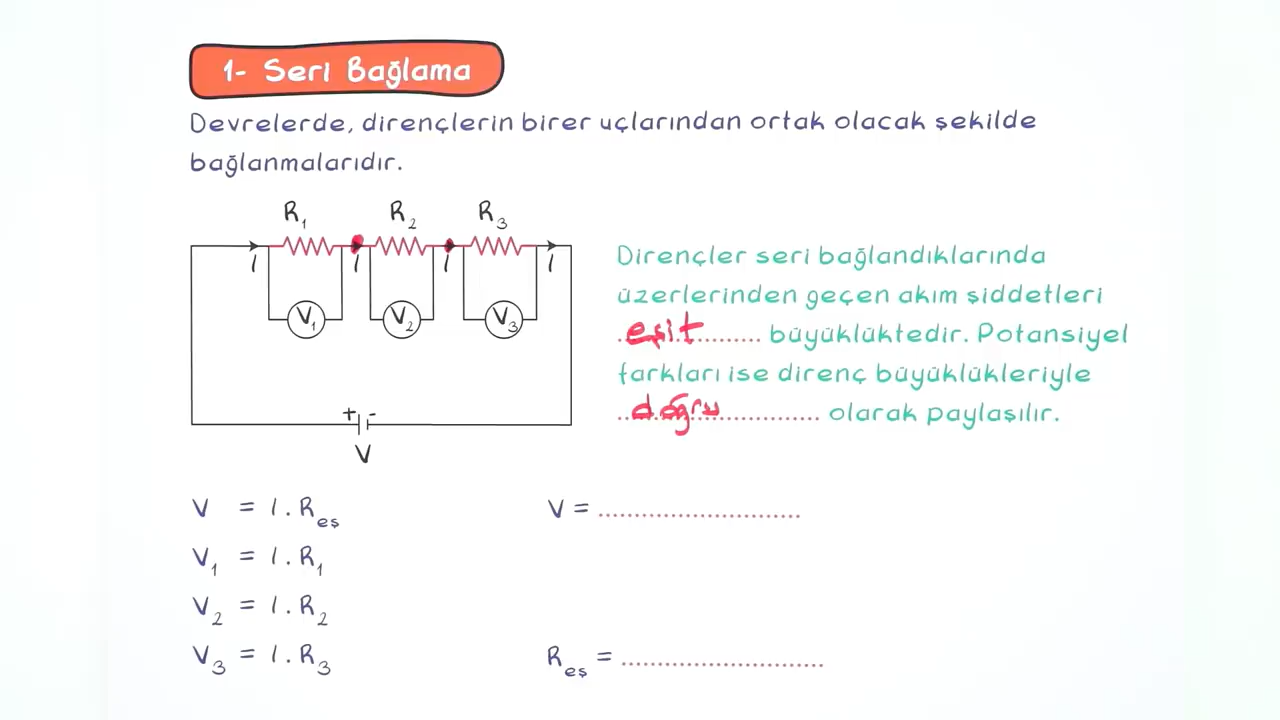 1- Seri Bağlama
Devrelerde, dirençlerin birer uçlarından ortak olacak şekilde
bağlanmalarıdır.
R1 R2 R3
I I I I
V1 V2 V3
+ -
V
Dirençler seri bağlandıklarında
üzerlerinden geçen akım şiddetleri
eşit büyüklüktedir. Potansiyel
farkları ise direnç büyüklükleriyle
doğru olarak paylaşılır.
V = I . Reş
V1 = I . R1
V2 = I . R2
V3 = I . R3
V = ..........................
Reş = ..........................